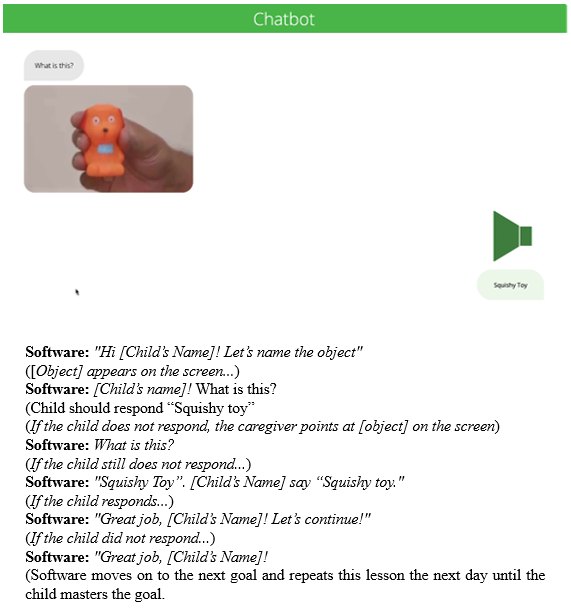 Chatbot
What is this?
Squishy Toy
Software: "Hi [Child's Name]! Let's name the object"
([Object] appears on the screen...)
Software: [Child's name]! What is this?
(Child should respond “Squishy toy”
(If the child does not respond, the caregiver points at [object] on the screen)
Software: What is this?
(If the child still does not respond...)
Software: "Squishy Toy”. [Child's Name] say “Squishy toy."
(If the child responds...)
Software: "Great job, [Child's Name]! Let's continue!"
(If the child did not respond...)
Software: "Great job, [Child's Name]!
(Software moves on to the next goal and repeats this lesson the next day until the
child masters the goal.